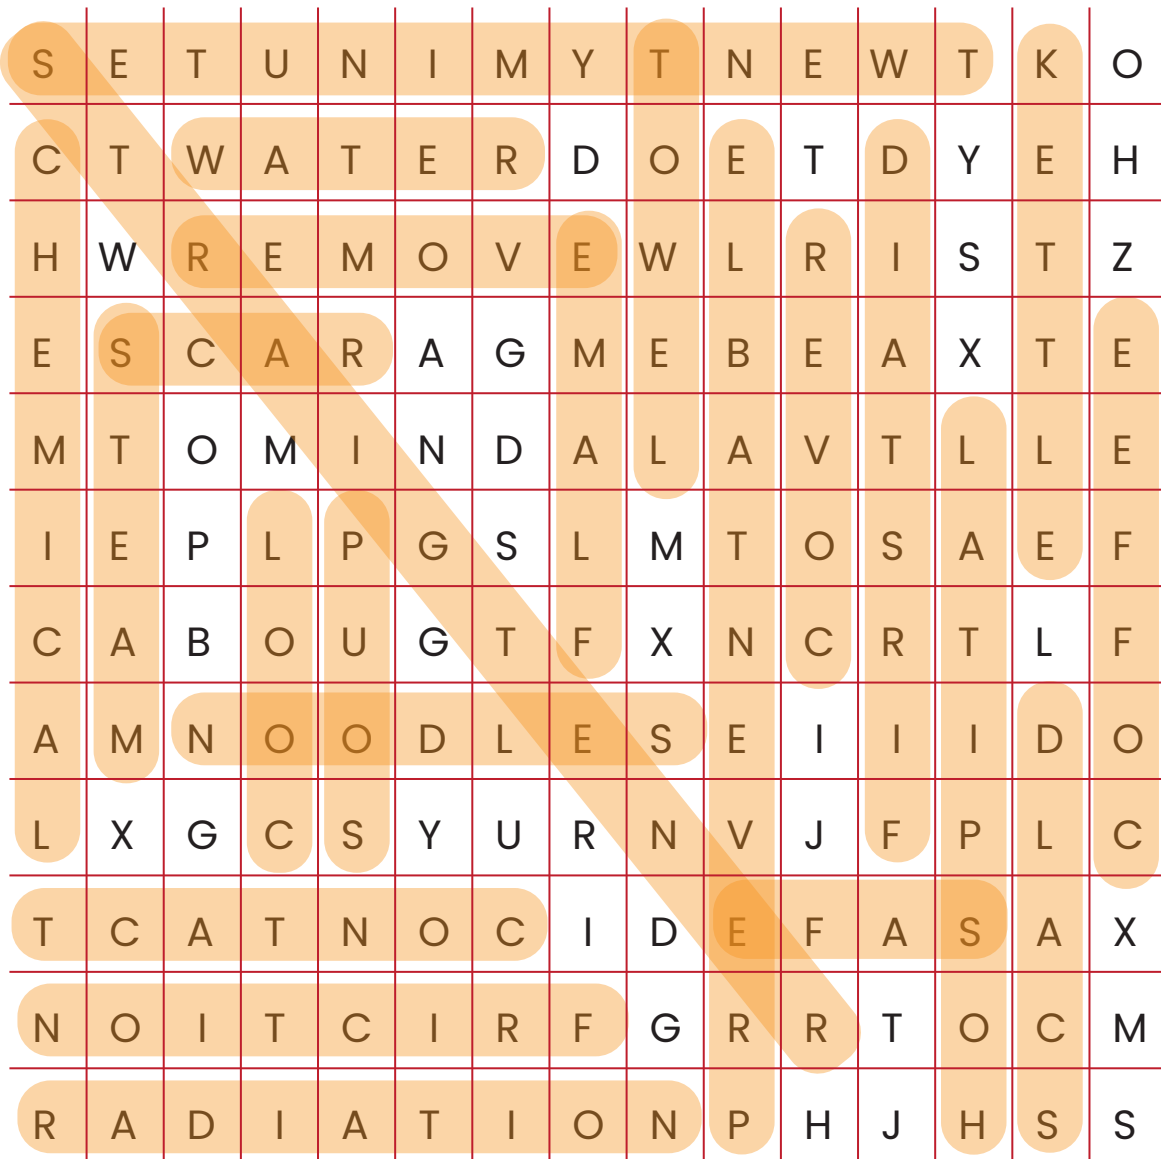 S E T U N I M Y T N E W T K O
C T W A T E R D O E T D Y E H
H W R E M O V E W L R I S T Z
E S C A R A G M E B E A X T E
M T O M I N D A L A V T L L E
I E P L P G S L M T O S A E F
C A B O U G T F X N C R T L F
A M N O O D L E S E I I I D O
L X G C S Y U R N V J F P L C
T C A T N O C I D E F A S A X
N O I T C I R F G R R T O C M
R A D I A T I O N P H J H S S